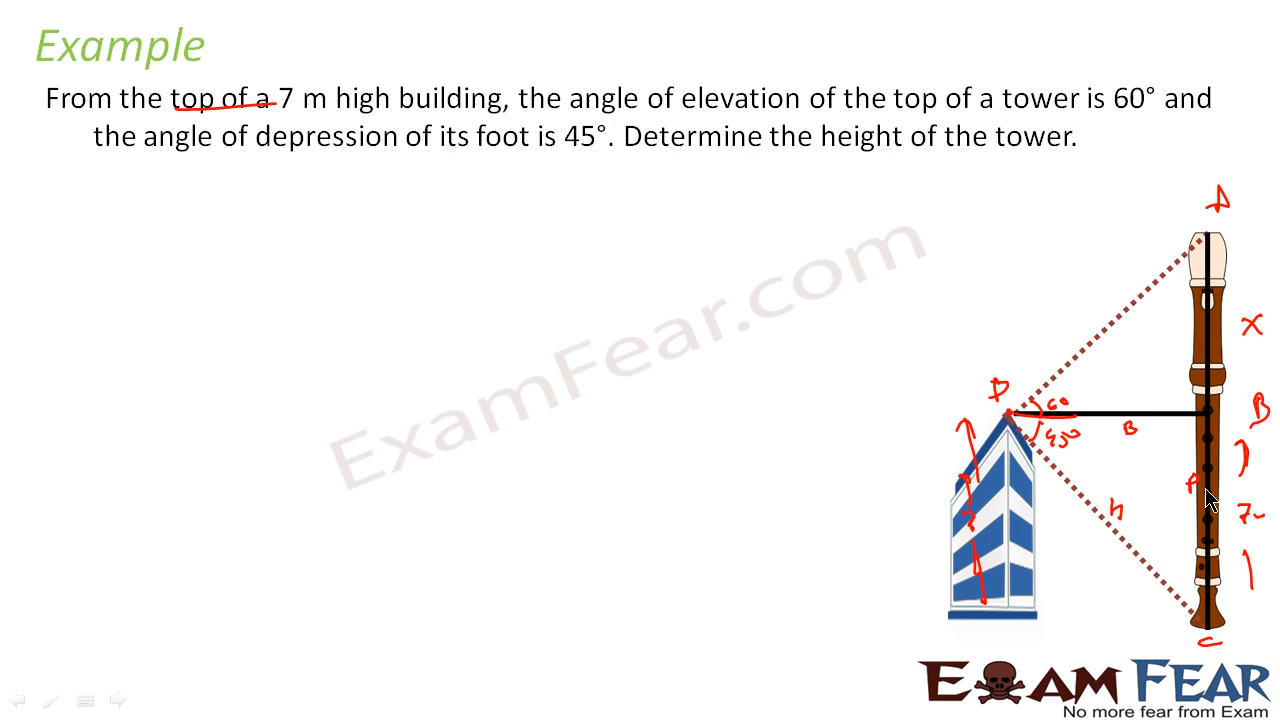 Example
From the top of a 7 m high building, the angle of elevation of the top of a tower is 60° and
the angle of depression of its foot is 45°. Determine the height of the tower.
A
x
D
60
B
B
45°
P
h
7
C
ExamFear.com
EXAM FEAR
No more fear from Exam